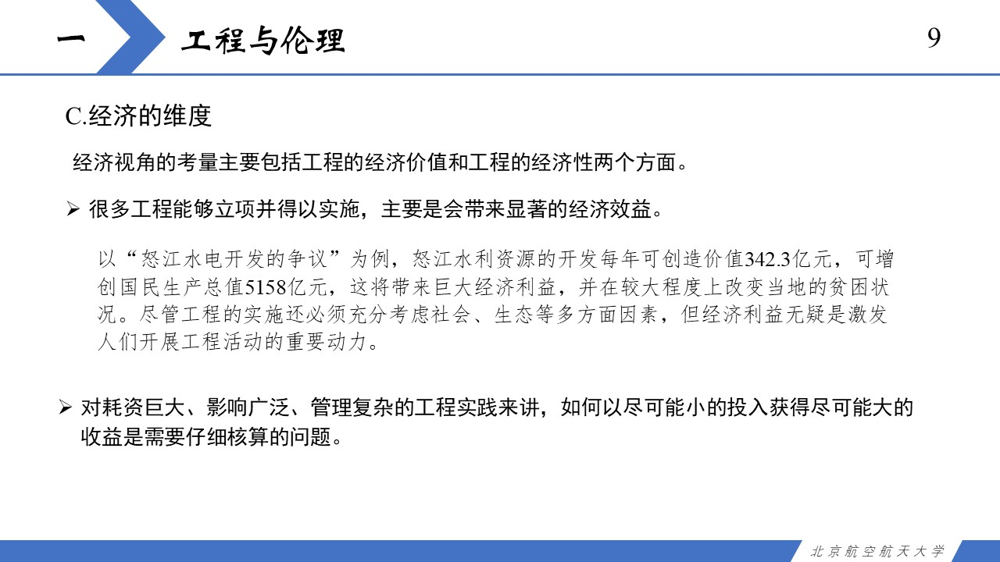 一
工程与伦理
9
C.经济的维度
经济视角的考量主要包括工程的经济价值和工程的经济性两个方面。
➢ 很多工程能够立项并得以实施，主要是会带来显著的经济效益。
以“怒江水电开发的争议”为例，怒江水利资源的开发每年可创造价值342.3亿元，可增
创国民生产总值5158亿元，这将带来巨大经济利益，并在较大程度上改变当地的贫困状
况。尽管工程的实施还必须充分考虑社会、生态等多方面因素，但经济利益无疑是激发
人们开展工程活动的重要动力。
➢ 对耗资巨大、影响广泛、管理复杂的工程实践来讲，如何以尽可能小的投入获得尽可能大的
收益是需要仔细核算的问题。
北京航空航天大学